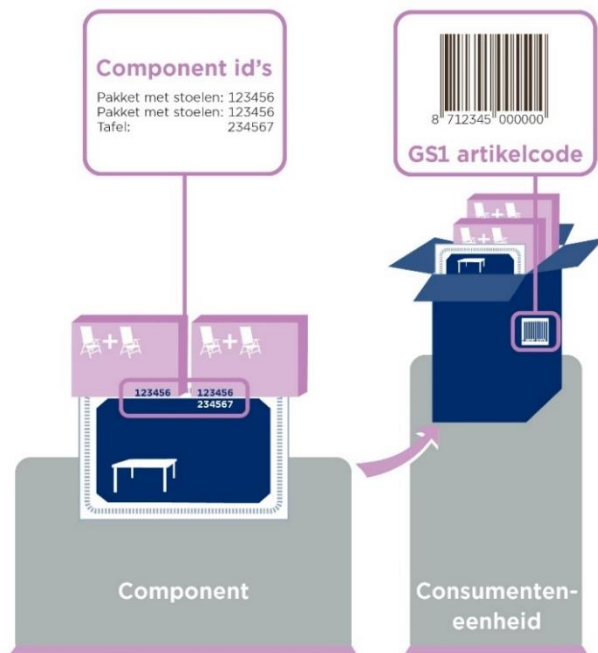 Component id's
Pakket met stoelen: 123456
Pakket met stoelen: 123456
Tafel: 234567
8 712345 000000
GS1 artikelcode
123456 123456
234567
Component
Consumenten-
eenheid